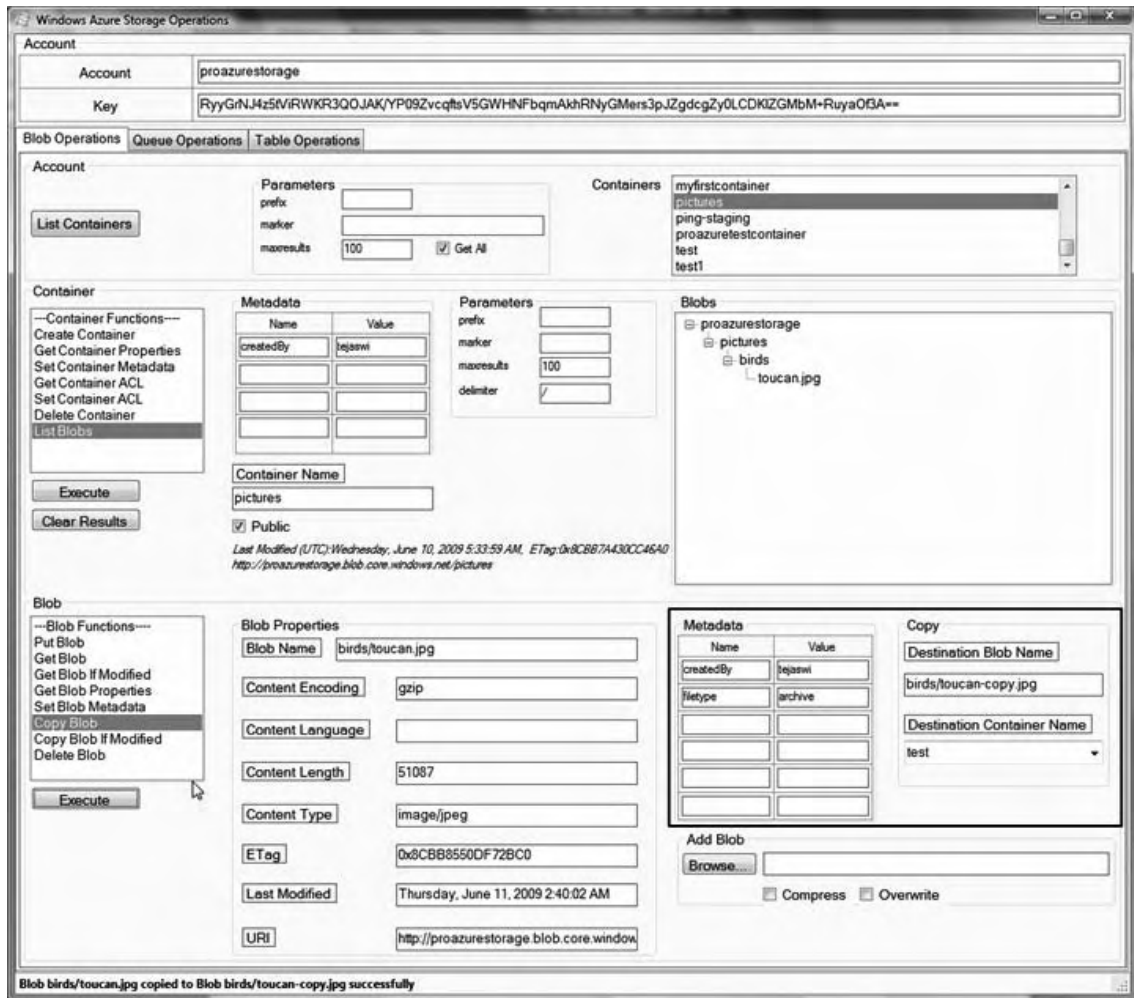 Windows Azure Storage Operations
Account
Account proazurestorage
Key RyyGrNJ4z5tViRWKR3QOJAK/YP09ZvcqftsV5GWHNFbqmAkhRNyGMers3pJZgdcgZy0LCDKlZGMbM+RuyaOf3A==
Blob Operations Queue Operations Table Operations
Account
List Containers
Parameters
prefix
marker
maxresults 100 Get All
Containers
myfirstcontainer
pictures
ping-staging
proazuretestcontainer
test
test1
Container
---Container Functions----
Create Container
Get Container Properties
Set Container Metadata
Get Container ACL
Set Container ACL
Delete Container
List Blobs
Execute
Clear Results
Metadata
Name Value
createdBy tejaswi
Container Name
pictures
Public
Last Modified (UTC):Wednesday, June 10, 2009 5:33:59 AM, ETag:0x8CBB7A430CC46A0
http://proazurestorage.blob.core.windows.net/pictures
Parameters
prefix
marker
maxresults 100
delimiter /
Blobs
proazurestorage
pictures
birds
toucan.jpg
Blob
---Blob Functions----
Put Blob
Get Blob
Get Blob If Modified
Get Blob Properties
Set Blob Metadata
Copy Blob
Copy Blob If Modified
Delete Blob
Execute
Blob Properties
Blob Name birds/toucan.jpg
Content Encoding gzip
Content Language
Content Length 51087
Content Type image/jpeg
ETag 0x8CBB8550DF72BC0
Last Modified Thursday, June 11, 2009 2:40:02 AM
URI http://proazurestorage.blob.core.window
Metadata
Name Value
createdBy tejaswi
filetype archive
Copy
Destination Blob Name
birds/toucan-copy.jpg
Destination Container Name
test
Add Blob
Browse....
Compress Overwrite
Blob birds/toucan.jpg copied to Blob birds/toucan-copy.jpg successfully